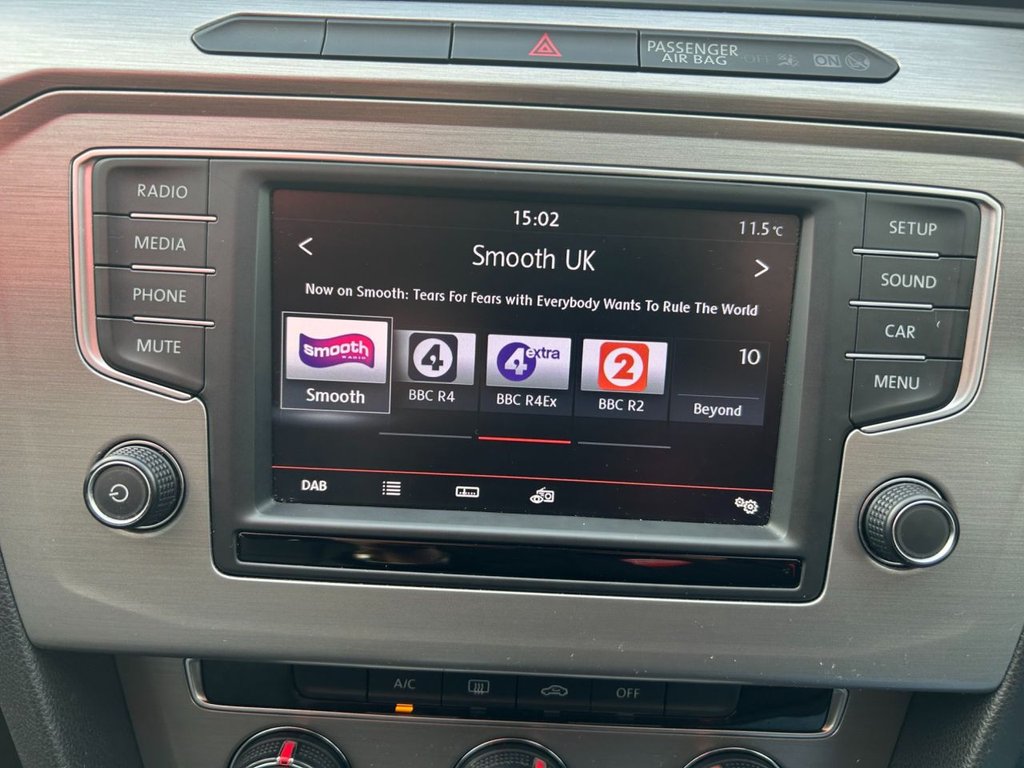 PASSENGER
AIR BAG OFF ON
RADIO
MEDIA
PHONE
MUTE
15:02
11.5°C
< Smooth UK >
Now on Smooth: Tears For Fears with Everybody Wants To Rule The World
smooth
RADIO
Smooth
4
BBC R4
4 extra
BBC R4Ex
2
BBC R2
10
Beyond
DAB
SETUP
SOUND
CAR
MENU
A/C
OFF